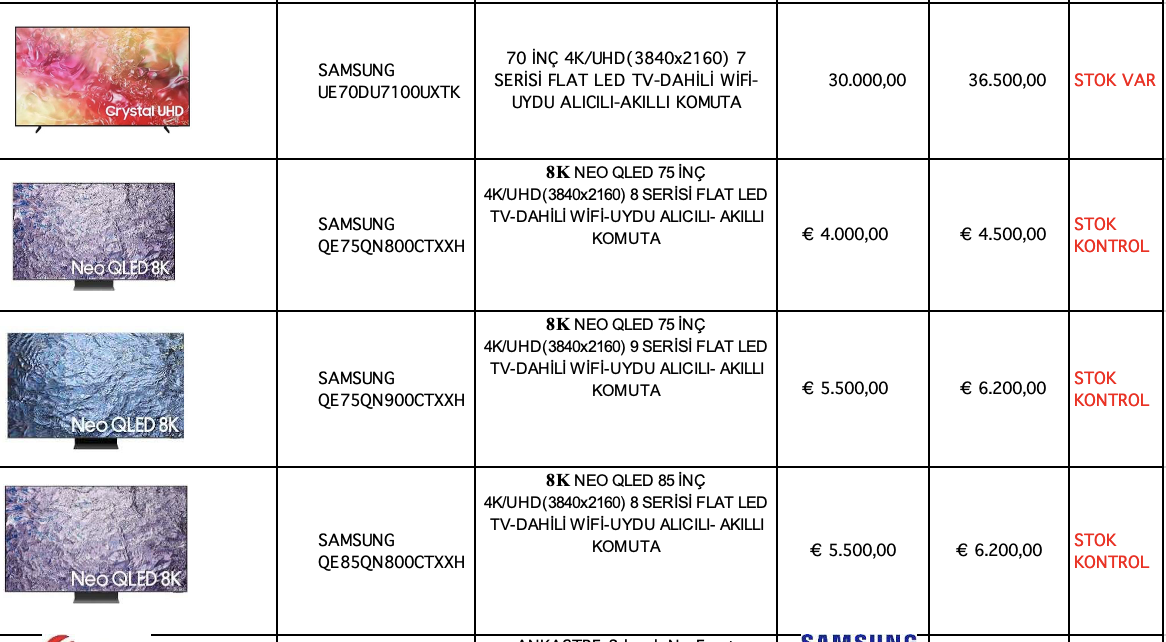 Crystal UHD
SAMSUNG
UE70DU7100UXTK
70 İNÇ 4K/UHD(3840x2160) 7
SERİSİ FLAT LED TV-DAHİLİ WİFİ-
UYDU ALICILI-AKILLI KOMUTA
30.000,00
36.500,00
STOK VAR
Neo QLED 8K
SAMSUNG
QE75QN800CTXXH
8K NEO QLED 75 İNÇ
4K/UHD(3840x2160) 8 SERİSİ FLAT LED
TV-DAHİLİ WİFİ-UYDU ALICILI- AKILLI
KOMUTA
€ 4.000,00
€ 4.500,00
STOK
KONTROL
Neo QLED 8K
SAMSUNG
QE75QN900CTXXH
8K NEO QLED 75 İNÇ
4K/UHD(3840x2160) 9 SERİSİ FLAT LED
TV-DAHİLİ WİFİ-UYDU ALICILI- AKILLI
KOMUTA
€ 5.500,00
€ 6.200,00
STOK
KONTROL
Neo QLED 8K
SAMSUNG
QE85QN800CTXXH
8K NEO QLED 85 İNÇ
4K/UHD(3840x2160) 8 SERİSİ FLAT LED
TV-DAHİLİ WİFİ-UYDU ALICILI- AKILLI
KOMUTA
€ 5.500,00
€ 6.200,00
STOK
KONTROL
ANKASTRE
SAMSUNG